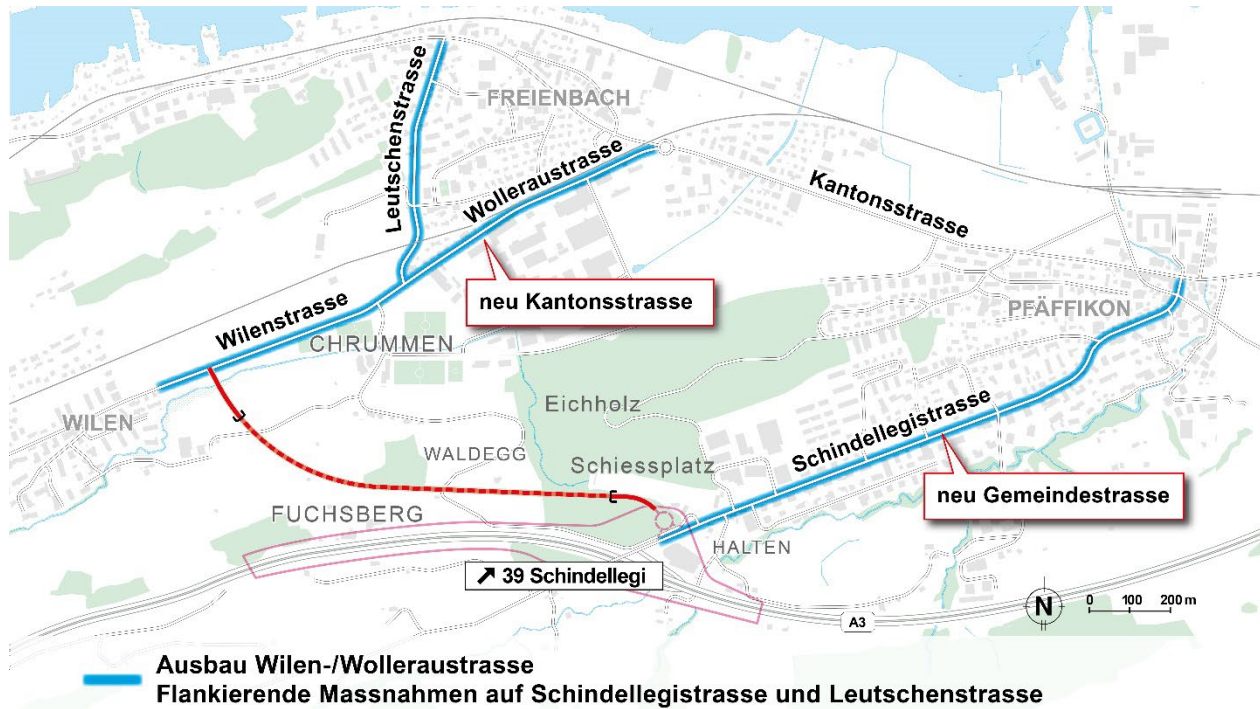 Leutschenstrasse
FREIENBACH
Wolleraustrasse
Kantonsstrasse
neu Kantonsstrasse
Wilenstrasse
CHRUMMEN
PFÄFFIKON
WILEN
Eichholz
WALDEGG
Schiessplatz
Schindellegistrasse
neu Gemeindestrasse
FUCHSBERG
HALTEN
39 Schindellegi
A3
N
0 100 200 m
Ausbau Wilen-/Wolleraustrasse
Flankierende Massnahmen auf Schindellegistrasse und Leutschenstrasse